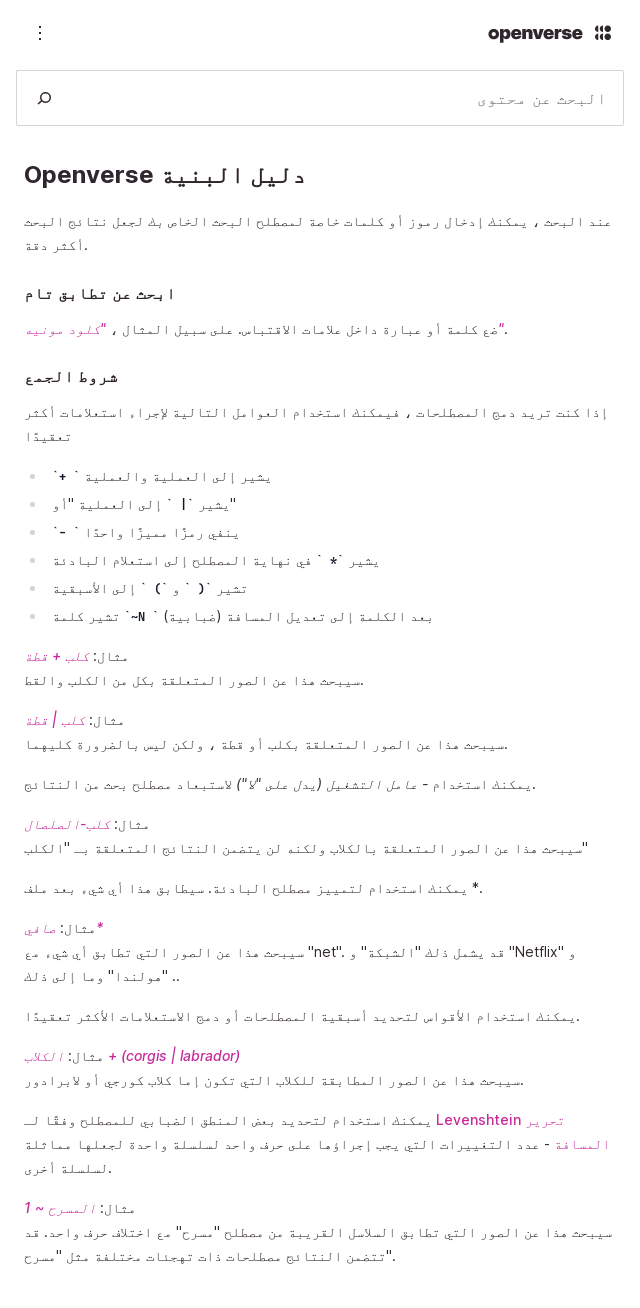 openverse
البحث عن محتوى
دليل البنية Openverse
عند البحث ، يمكنك إدخال رموز أو كلمات خاصة لمصطلح البحث الخاص بك لجعل نتائج البحث
أكثر دقة.
ابحث عن تطابق تام
ضع كلمة أو عبارة داخل علامات الاقتباس. على سبيل المثال ، "كلود مونيه".
شروط الجمع
إذا كنت تريد دمج المصطلحات ، فيمكنك استخدام العوامل التالية لإجراء استعلامات أكثر
تعقيدًا
`+ ` يشير إلى العملية والعملية
يشير `| ` إلى العملية "أو"
`- ` ينفي رمزًا مميزًا واحدًا
يشير `* ` في نهاية المصطلح إلى استعلام البادئة
تشير `( ` و `) ` إلى الأسبقية
تشير كلمة `~N ` بعد الكلمة إلى تعديل المسافة (ضبابية)
مثال: كلب + قطة
سيبحث هذا عن الصور المتعلقة بكل من الكلب والقط.
مثال: كلب | قطة
سيبحث هذا عن الصور المتعلقة بكلب أو قطة ، ولكن ليس بالضرورة كليهما.
يمكنك استخدام - عامل التشغيل (يدل على "لا") لاستبعاد مصطلح بحث من النتائج.
مثال: كلب-الصلصال
سيبحث هذا عن الصور المتعلقة بالكلاب ولكنه لن يتضمن النتائج المتعلقة بـ "الكلب"
يمكنك استخدام لتمييز مصطلح البادئة. سيطابق هذا أي شيء بعد ملف *.
مثال: صافي*
سيبحث هذا عن الصور التي تطابق أي شيء مع "net". قد يشمل ذلك "الشبكة" و "Netflix" و
"هولندا" وما إلى ذلك ..
يمكنك استخدام الأقواس لتحديد أسبقية المصطلحات أو دمج الاستعلامات الأكثر تعقيدًا.
مثال: الكلاب + (corgis | labrador)
سيبحث هذا عن الصور المطابقة للكلاب التي تكون إما كلاب كورجي أو لابرادور.
يمكنك استخدام لتحديد بعض المنطق الضبابي للمصطلح وفقًا لـ Levenshtein تحرير
المسافة - عدد التغييرات التي يجب إجراؤها على حرف واحد لسلسلة واحدة لجعلها مماثلة
لسلسلة أخرى.
مثال: المسرح ~ 1
سيبحث هذا عن الصور التي تطابق السلاسل القريبة من مصطلح "مسرح" مع اختلاف حرف واحد. قد
تتضمن النتائج مصطلحات ذات تهجئات مختلفة مثل "مسرح".